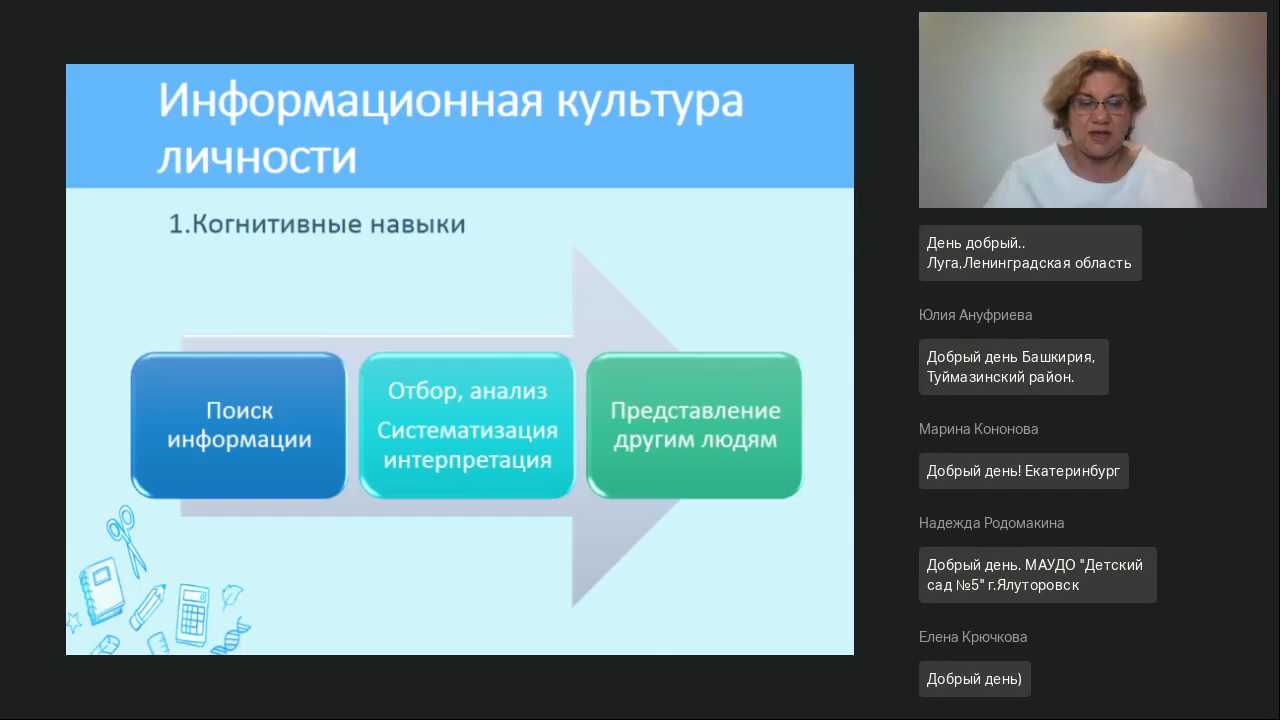 Информационная культура
личности
1.Когнитивные навыки
Поиск
информации
Отбор, анализ
Систематизация
интерпретация
Представление
другим людям
День добрый..
Луга,Ленинградская область
Юлия Ануфриева
Добрый день Башкирия,
Туймазинский район.
Марина Кононова
Добрый день! Екатеринбург
Надежда Родомакина
Добрый день. МАУДО "Детский
сад №5" г.Ялуторовск
Елена Крючкова
Добрый день)